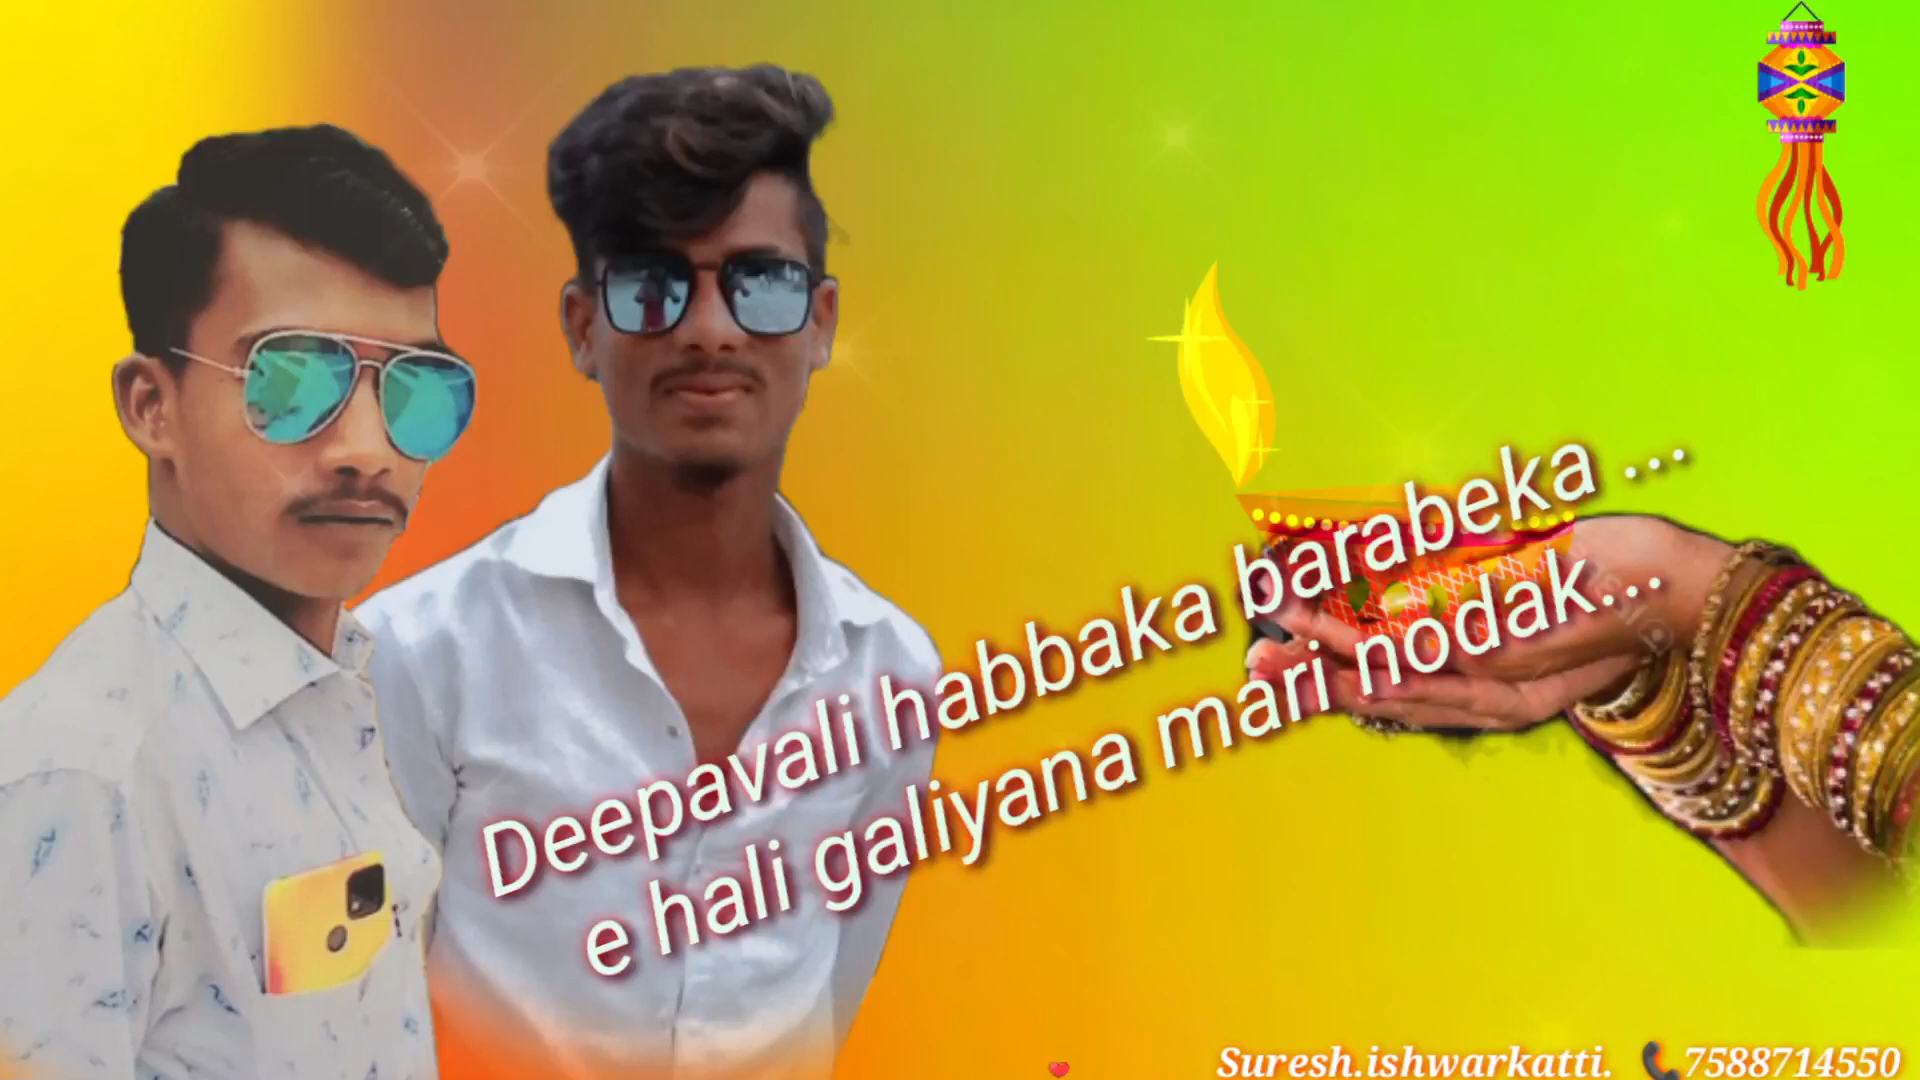 Deepavali habbaka barabeka ...
e hali galiyana mari nodak...
Suresh.ishwarkatti. 📞7588714550